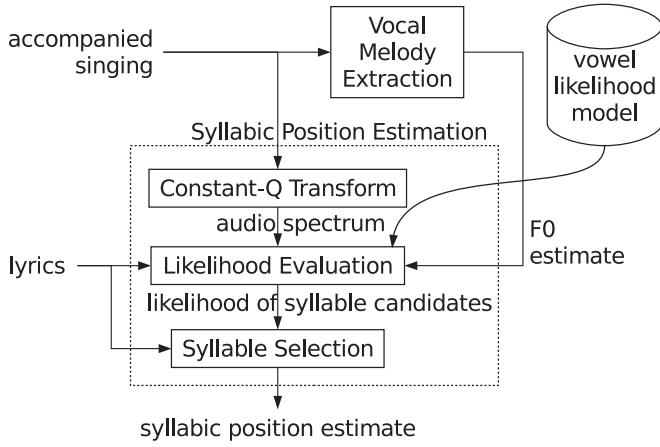 accompanied
singing
Vocal
Melody
Extraction
vowel
likelihood
model
Syllabic Position Estimation
Constant-Q Transform
audio spectrum
F0
estimate
lyrics
Likelihood Evaluation
likelihood of syllable candidates
Syllable Selection
syllabic position estimate